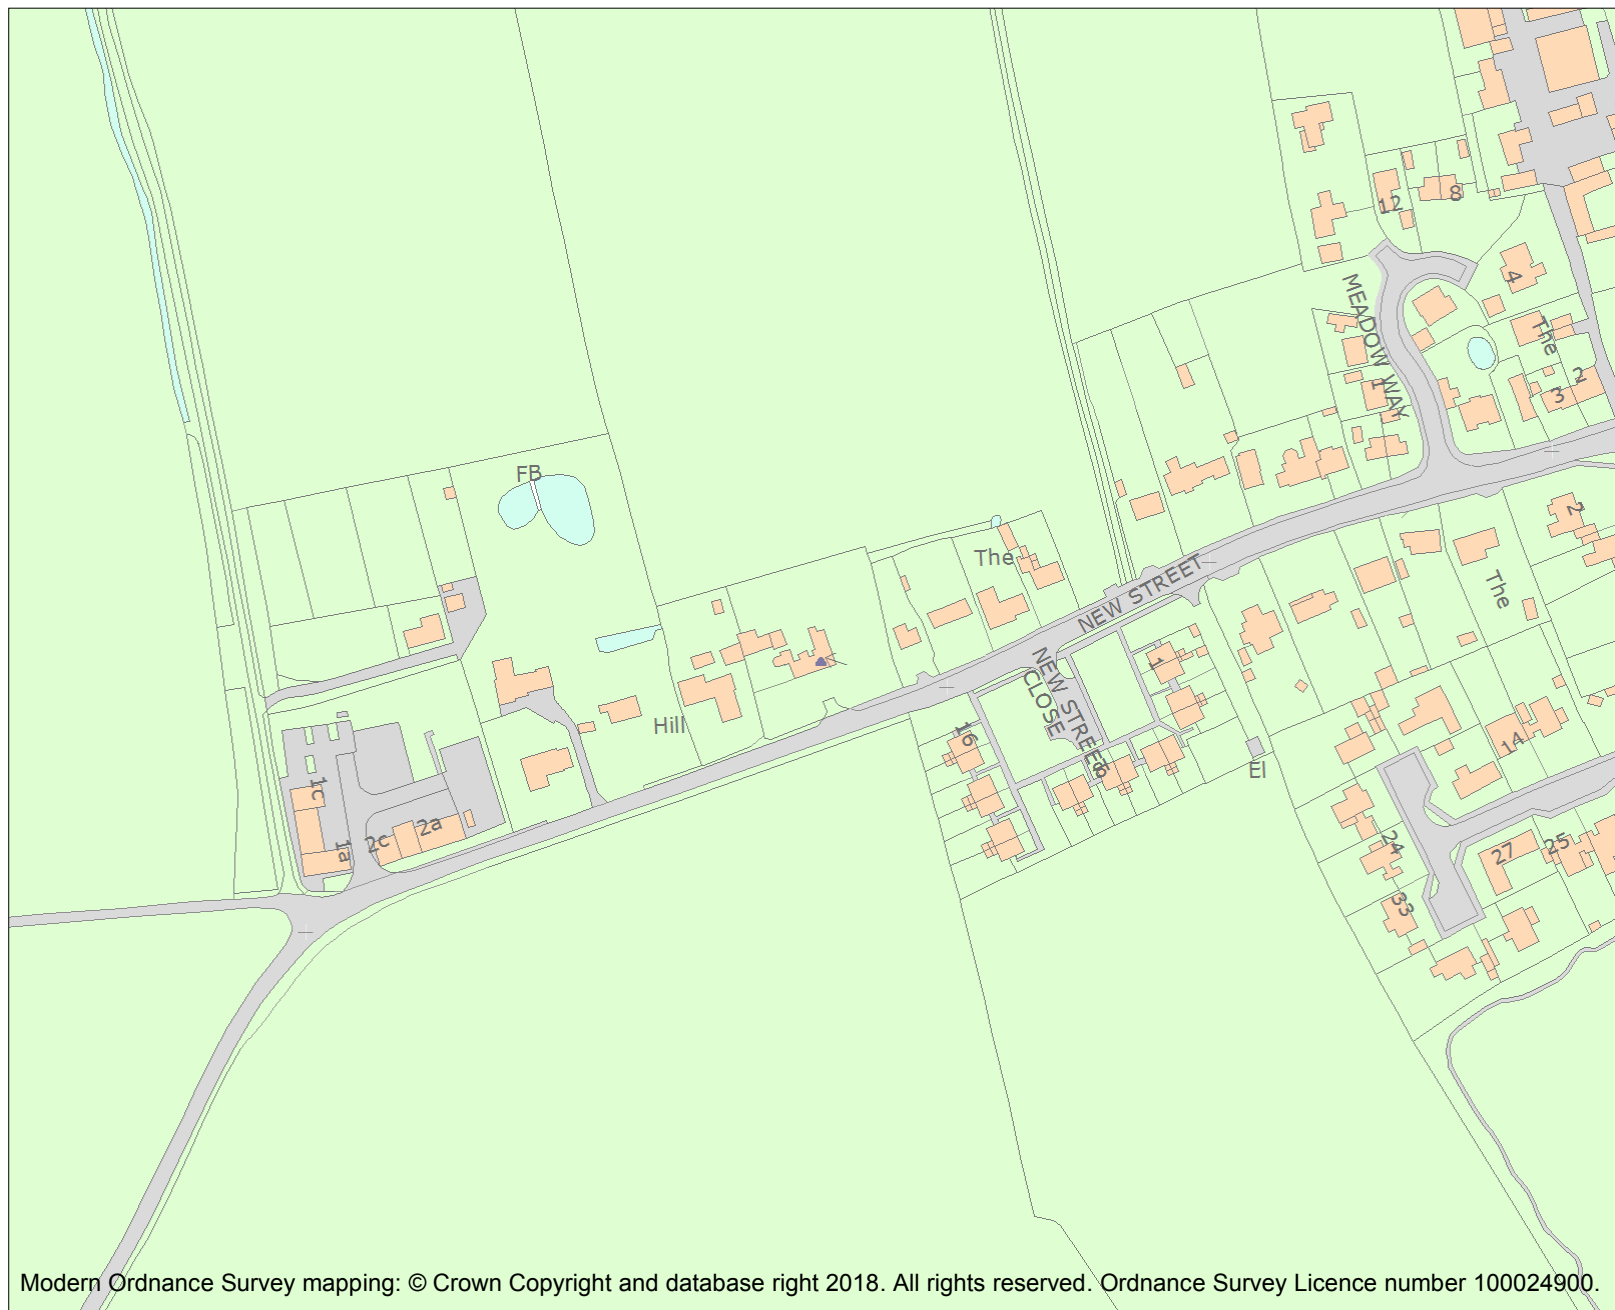 12
8
4
MEADOW WAY
The
1
2
3
FB
2
The
NEW STREET
The
1
NEW STREET
CLOSE
Hill
16
8
El
14
1c
2a
2c
1a
24
27
25
33
Modern Ordnance Survey mapping: © Crown Copyright and database right 2018. All rights reserved. Ordnance Survey Licence number 100024900.